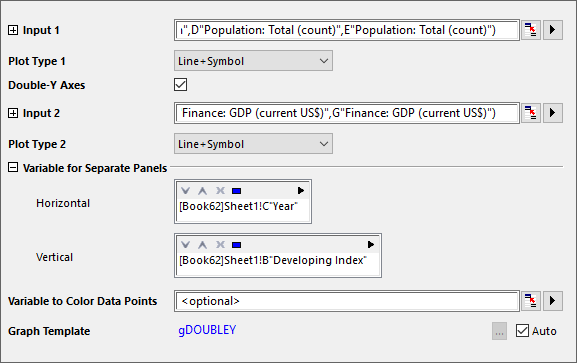 Input 1 ",D"Population: Total (count)",E"Population: Total (count)")
Plot Type 1 Line+Symbol
Double-Y Axes
Input 2 Finance: GDP (current US$)",G"Finance: GDP (current US$)")
Plot Type 2 Line+Symbol
Variable for Separate Panels
Horizontal
[Book62]Sheet1!C"Year"
Vertical
[Book62]Sheet1!B"Developing Index"
Variable to Color Data Points <optional>
Graph Template gDOUBLEY ... Auto